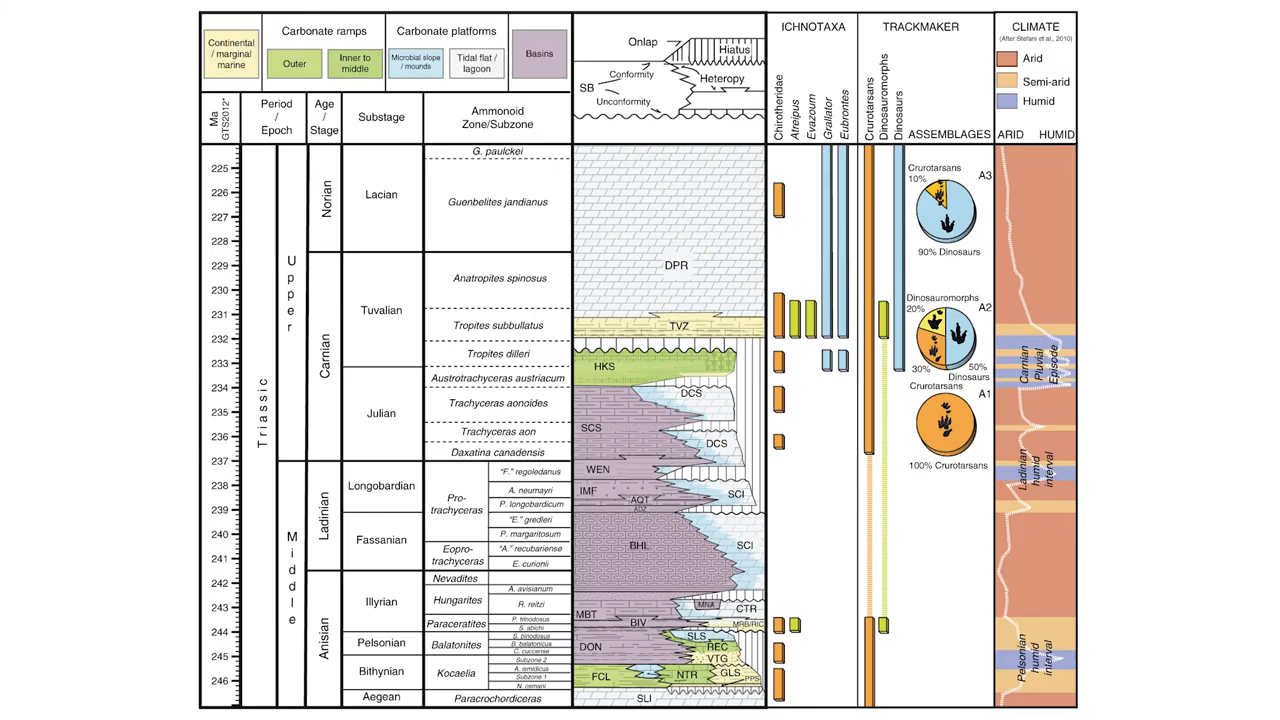 Continental
/ marginal
marine
Carbonate ramps
Outer
Inner to
middle
Carbonate platforms
Microbial slope
/ mounds
Tidal flat /
lagoon
Basins
Onlap
Hiatus
Conformity
SB
Heteropy
Unconformity
ICHNOTAXA
TRACKMAKER
CLIMATE
(After Stefani et al., 2010)
Arid
Semi-arid
Humid
Ma
GTS2012*
Period
/
Epoch
Age
/
Stage
Substage
Ammonoid
Zone/Subzone
Chirotheridae
Atreipus
Evazoum
Grallator
Eubrontes
Crurotarsans
Dinosauromorphs
Dinosaurs
ASSEMBLAGES
ARID
HUMID
225
226
227
228
229
230
231
232
233
234
235
236
237
238
239
240
241
242
243
244
245
246
Triassic
Upper
Middle
Norian
Carnian
Ladinian
Anisian
Lacian
Tuvalian
Julian
Longobardian
Fassanian
Illyrian
Pelsonian
Bithynian
Aegean
G. paulckei
Guenbelites jandianus
Anatropites spinosus
Tropites subbullatus
Tropites dilleri
Austrotrachyceras austriacum
Trachyceras aonoides
Trachyceras aon
Daxatina canadensis
Pro-
trachyceras
"F." regoledanus
A. neumayri
P. longobardicum
"E." gredleri
P. margaritosum
Eopro-
trachyceras
"A." recubariense
E. curionii
Nevadites
Hungarites
A. avisianum
R. reitzi
Paraceratites
P. trinodosus
S. abichi
Balatonites
S. binodosus
B. balatonicus
C. cuccense
Kocaelia
Subzone 2
A. ismidicus
Subzone 1
N. osmani
Paracrochordiceras
DPR
TVZ
HKS
DCS
SCS
DCS
WEN
IMF
AQT
ADZ
SCI
BHL
SCI
MNA
CTR
MBT
BIV
MRB/RIC
SLS
DON
REC
VTG
GLS
FCL
NTR
PPS
SLI
Crurotarsans
10%
A3
90% Dinosaurs
Dinosauromorphs
20%
A2
30%
Crurotarsans
50%
Dinosaurs
A1
100% Crurotarsans
Carnian
Pluvial
Episode
Ladinian
humid
interval
Pelsonian
humid
interval